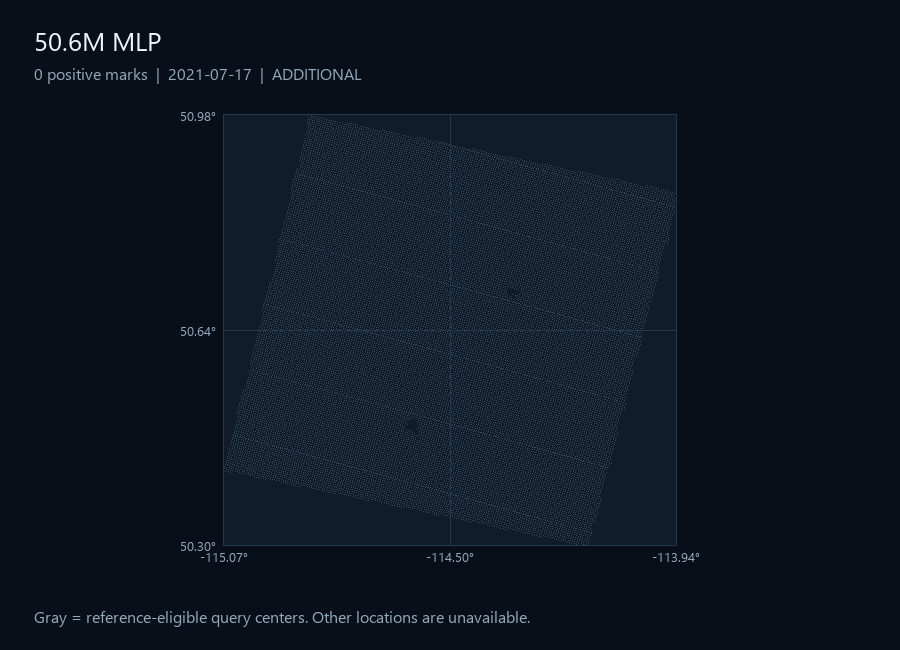 50.6M MLP
0 positive marks | 2021-07-17 | ADDITIONAL
50.98°
50.64°
50.30°
-115.07° -114.50° -113.94°
Gray = reference-eligible query centers. Other locations are unavailable.